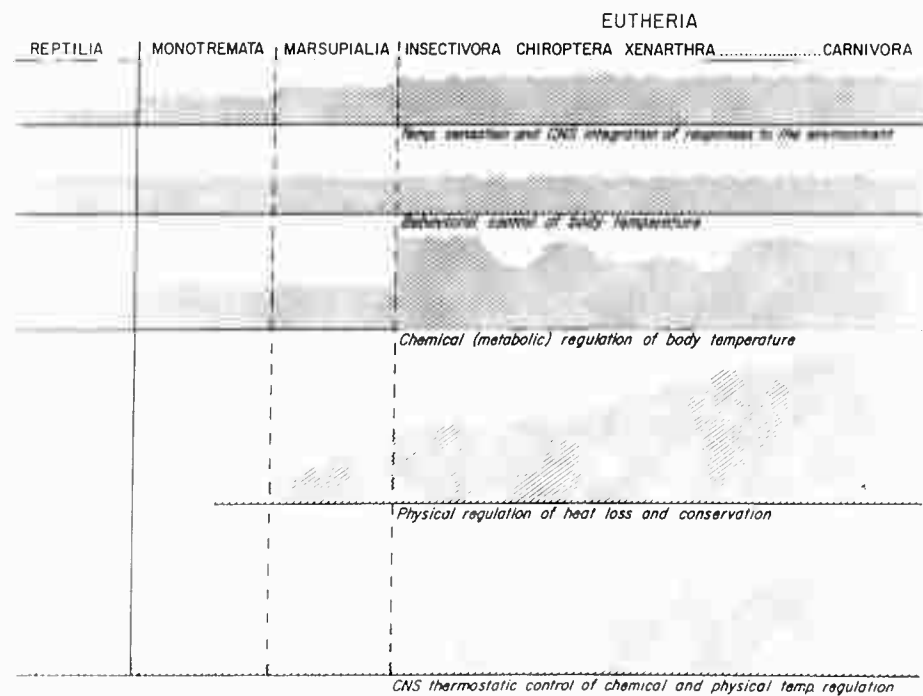 EUTHERIA
REPTILIA MONOTREMATA MARSUPIALIA INSECTIVORA CHIROPTERA XENARTHRA.....................CARNIVORA
Temp. sensation and CNS integration of responses to the environment
Behavioral control of body temperature
Chemical (metabolic) regulation of body temperature
Physical regulation of heat loss and conservation
CNS thermostatic control of chemical and physical temp. regulation